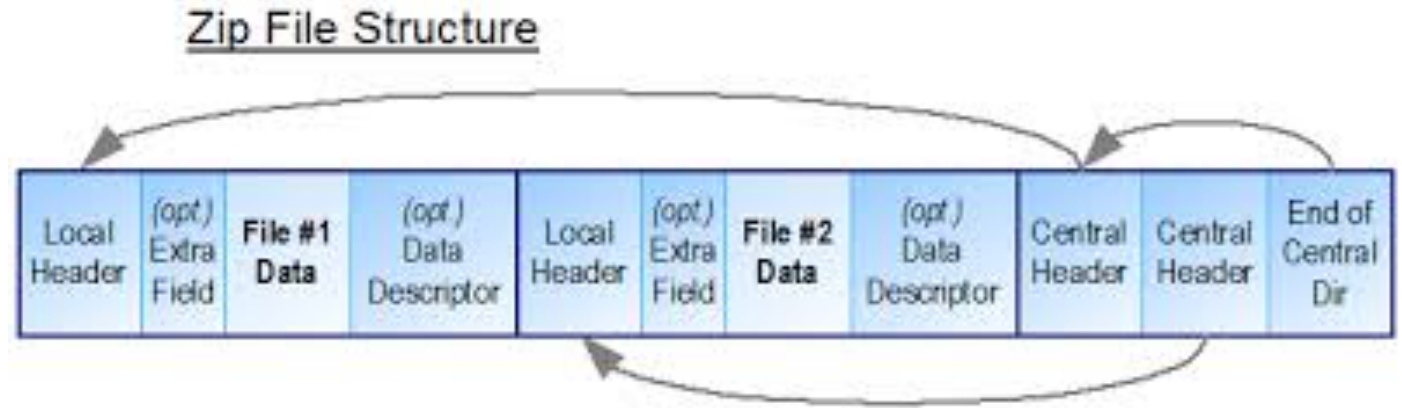 Zip File Structure
Local
Header
(opt.)
Extra
Field
File #1
Data
(opt.)
Data
Descriptor
Local
Header
(opt.)
Extra
Field
File #2
Data
(opt.)
Data
Descriptor
Central
Header
Central
Header
End of
Central
Dir